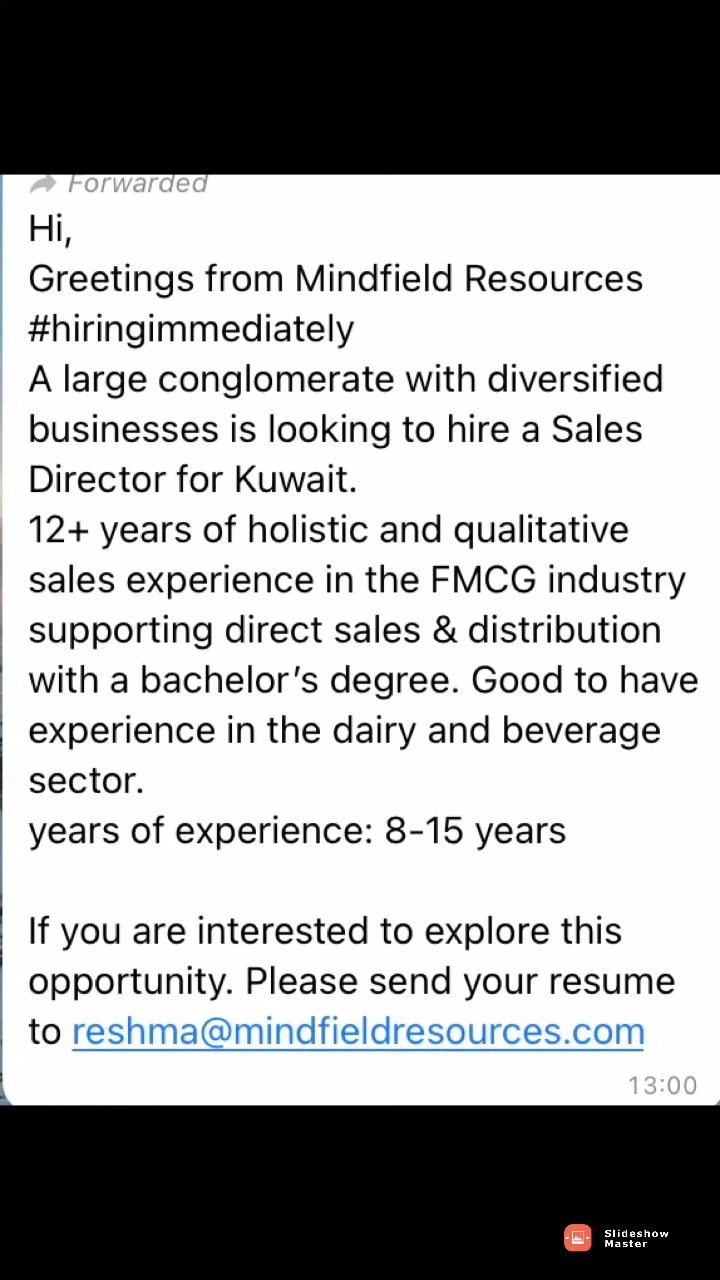 Forwarded
Hi,
Greetings from Mindfield Resources
#hiringimmediately
A large conglomerate with diversified
businesses is looking to hire a Sales
Director for Kuwait.
12+ years of holistic and qualitative
sales experience in the FMCG industry
supporting direct sales & distribution
with a bachelor's degree. Good to have
experience in the dairy and beverage
sector.
years of experience: 8-15 years
If you are interested to explore this
opportunity. Please send your resume
to reshma@mindfieldresources.com
13:00
Slideshow
Master